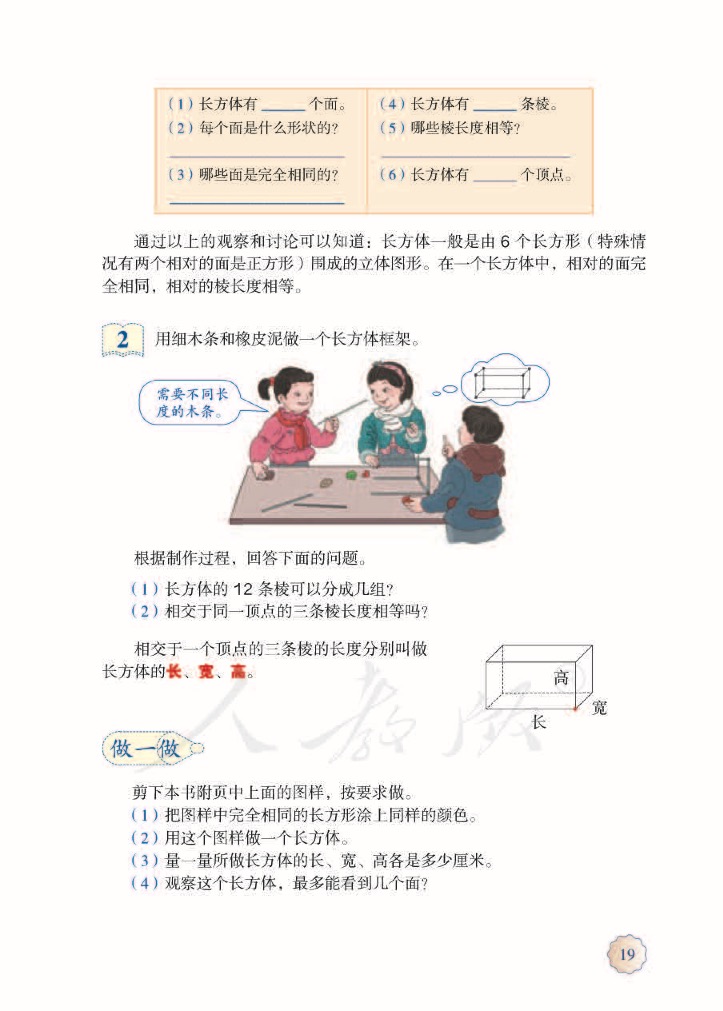 (1) 长方体有____个面。
(2) 每个面是什么形状的?
(3) 哪些面是完全相同的?
(4) 长方体有____条棱。
(5) 哪些棱长度相等?
(6) 长方体有____个顶点。
通过以上的观察和讨论可以知道：长方体一般是由 6 个长方形（特殊情
况有两个相对的面是正方形）围成的立体图形。在一个长方体中，相对的面完
全相同，相对的棱长度相等。
2 用细木条和橡皮泥做一个长方体框架。
需要不同长
度的木条。
根据制作过程，回答下面的问题。
(1) 长方体的 12 条棱可以分成几组?
(2) 相交于同一顶点的三条棱长度相等吗?
相交于一个顶点的三条棱的长度分别叫做
长方体的长、宽、高。
高
宽
长
人教版
做一做
剪下本书附页中上面的图样，按要求做。
(1) 把图样中完全相同的长方形涂上同样的颜色。
(2) 用这个图样做一个长方体。
(3) 量一量所做长方体的长、宽、高各是多少厘米。
(4) 观察这个长方体，最多能看到几个面?
19